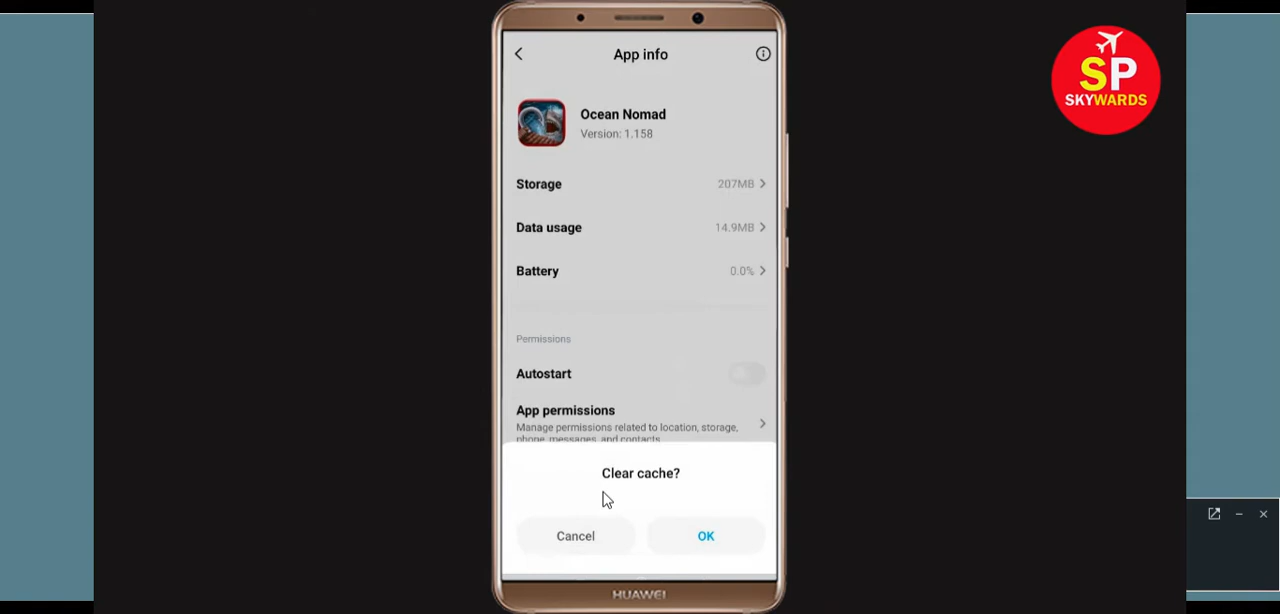 App info
SP
SKYWARDS
Ocean Nomad
Version: 1.158
Storage 207MB
Data usage 14.9MB
Battery 0.0%
Permissions
Autostart
App permissions
Manage permissions related to location, storage,
phone, messages, and contacts
Clear cache?
Cancel OK
HUAWEI